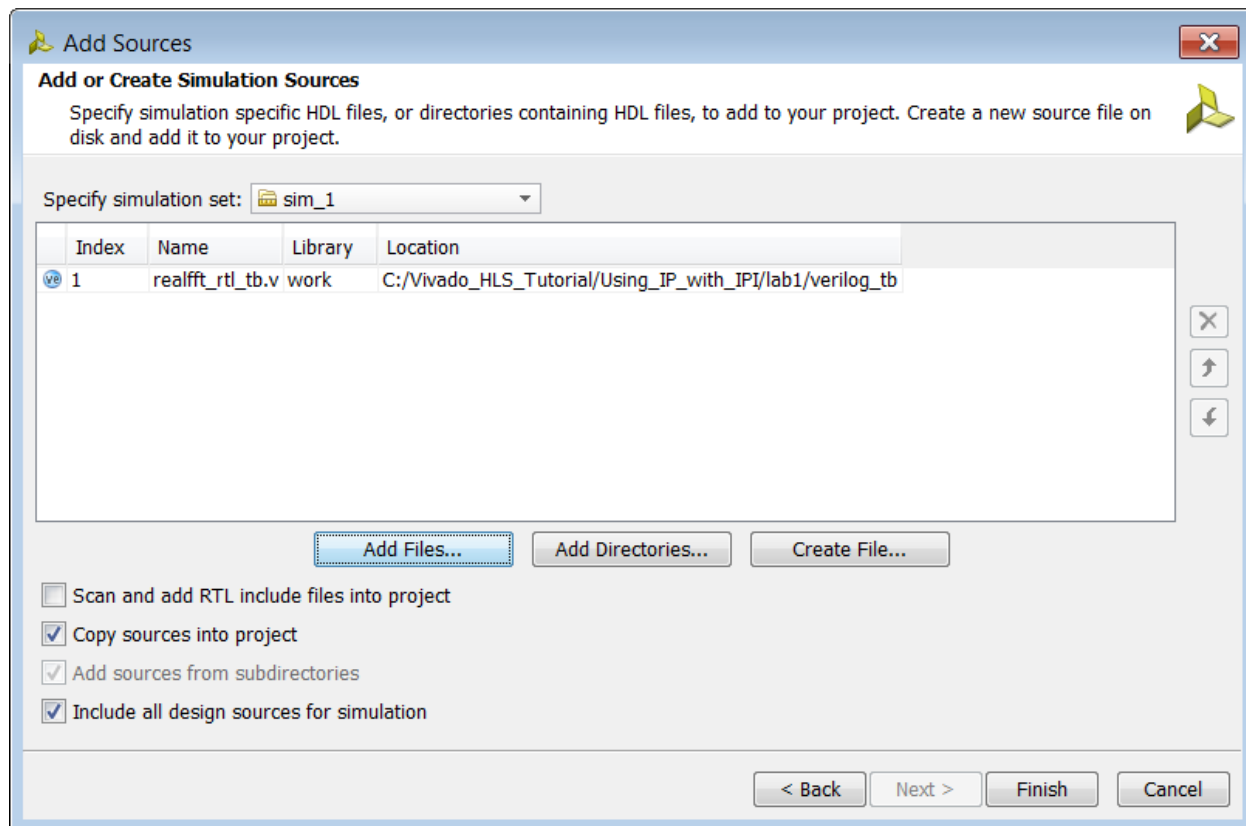 Add Sources
Add or Create Simulation Sources
Specify simulation specific HDL files, or directories containing HDL files, to add to your project. Create a new source file on
disk and add it to your project.
Specify simulation set: sim_1
Index Name Library Location
1 realfft_rtl_tb.v work C:/Vivado_HLS_Tutorial/Using_IP_with_IPI/lab1/verilog_tb
Add Files... Add Directories... Create File...
Scan and add RTL include files into project
Copy sources into project
Add sources from subdirectories
Include all design sources for simulation
< Back Next > Finish Cancel